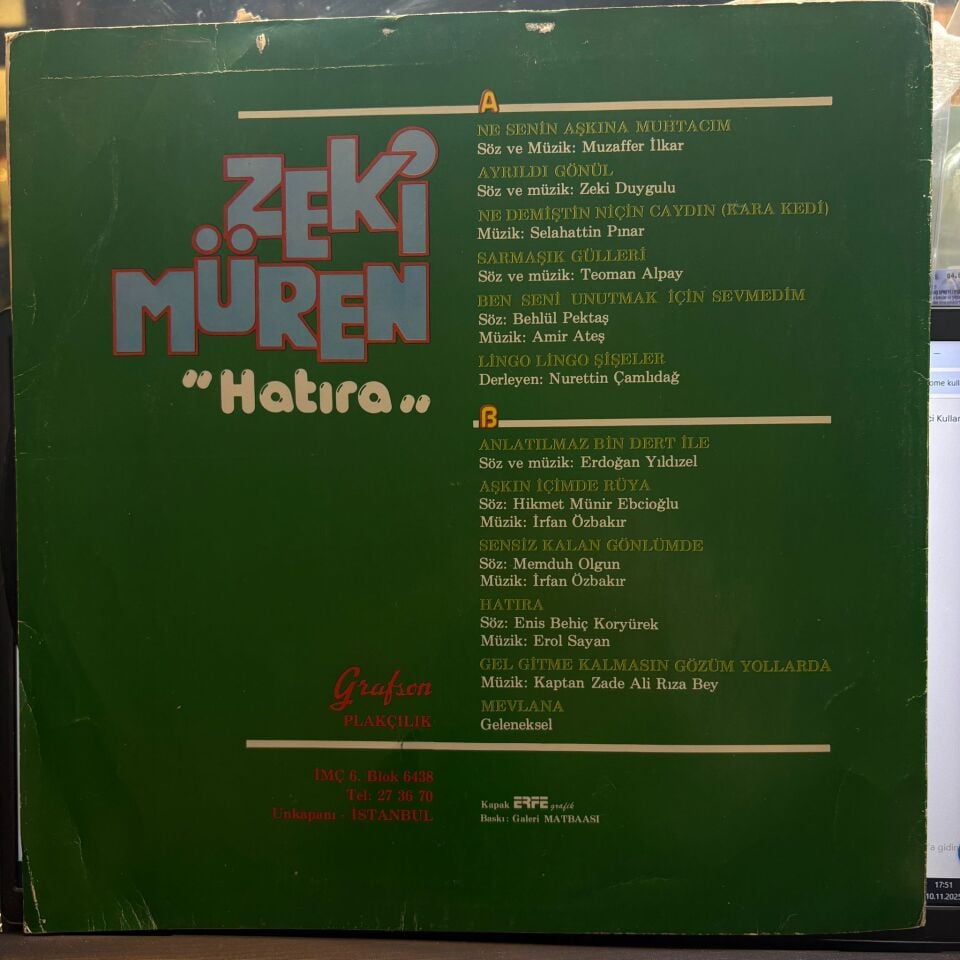 ZEKİ
MÜREN
"Hatıra"
A
NE SENİN AŞKINA MUHTACIM
Söz ve Müzik: Muzaffer İlkar
AYRILDI GÖNÜL
Söz ve müzik: Zeki Duygulu
NE DEMİŞTİN NİÇİN CAYDIN (KARA KEDİ)
Müzik: Selahattin Pınar
SARMAŞIK GÜLLERİ
Söz ve müzik: Teoman Alpay
BEN SENİ UNUTMAK İÇİN SEVMEDİM
Söz: Behlül Pektaş
Müzik: Amir Ateş
LİNGO LİNGO ŞİŞELER
Derleyen: Nurettin Çamlıdağ
B
ANLATILMAZ BİN DERT İLE
Söz ve müzik: Erdoğan Yıldızel
AŞKIN İÇİMDE RÜYA
Söz: Hikmet Münir Ebcioğlu
Müzik: İrfan Özbakır
SENSİZ KALAN GÖNLÜMDE
Söz: Memduh Olgun
Müzik: İrfan Özbakır
HATIRA
Söz: Enis Behiç Koryürek
Müzik: Erol Sayan
GEL GİTME KALMASIN GÖZÜM YOLLARDA
Müzik: Kaptan Zade Ali Rıza Bey
MEVLANA
Geleneksel
Grafson
PLAKÇILIK
İMÇ 6. Blok 6438
Tel: 27 36 70
Unkapanı - İSTANBUL
Kapak ERFE grafik
Baskı: Galeri MATBAASI
17:51
10.11.2025